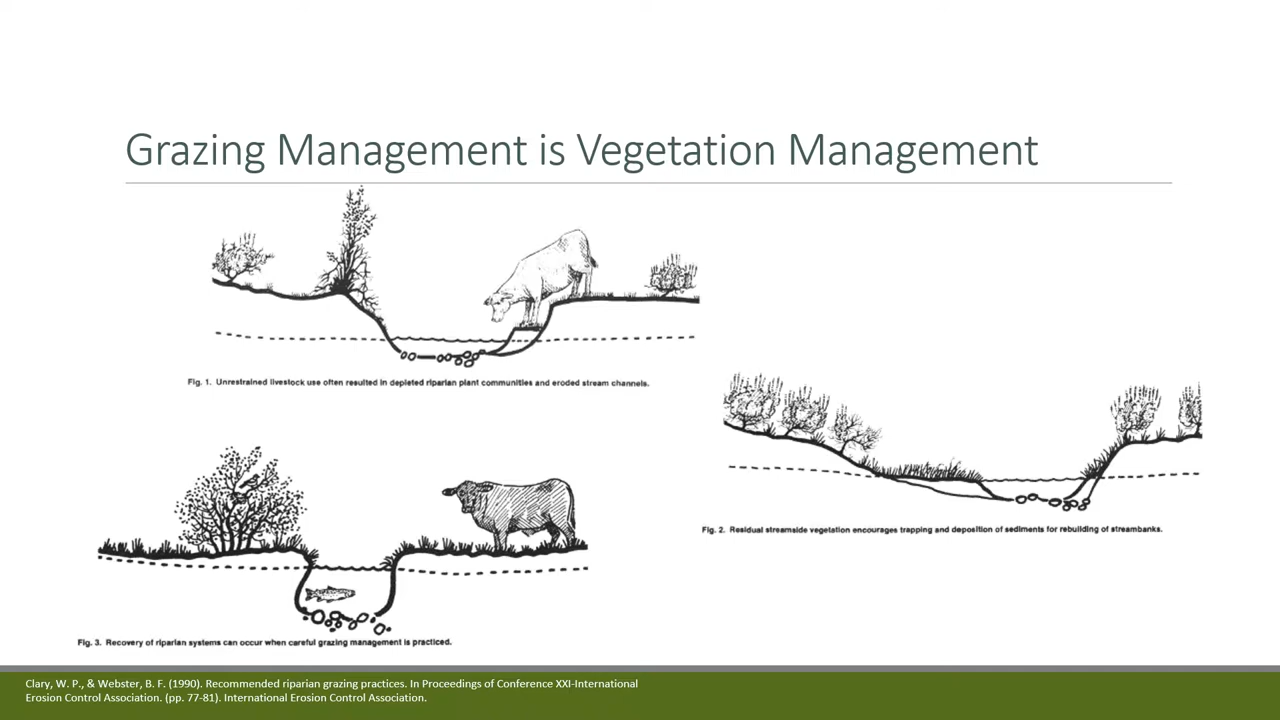 Grazing Management is Vegetation Management
Fig. 1. Unrestrained livestock use often resulted in depleted riparian plant communities and eroded stream channels.
Fig. 2. Residual streamside vegetation encourages trapping and deposition of sediments for rebuilding of streambanks.
Fig. 3. Recovery of riparian systems can occur when careful grazing management is practiced.
Clary, W. P., & Webster, B. F. (1990). Recommended riparian grazing practices. In Proceedings of Conference XXI-International
Erosion Control Association. (pp. 77-81). International Erosion Control Association.